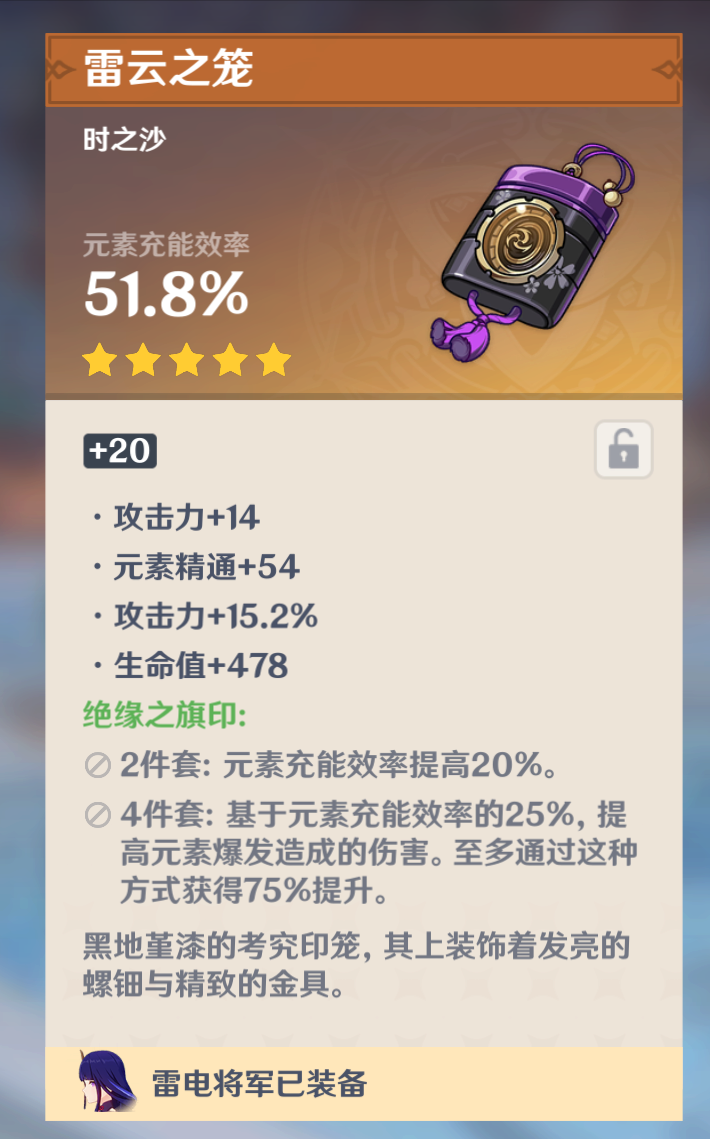 雷云之笼
时之沙
元素充能效率
51.8%
+20
·攻击力+14
·元素精通+54
·攻击力+15.2%
·生命值+478
绝缘之旗印:
2件套: 元素充能效率提高20%。
4件套: 基于元素充能效率的25%, 提
高元素爆发造成的伤害。至多通过这种
方式获得75%提升。
黑地堇漆的考究印笼, 其上装饰着发亮的
螺钿与精致的金具。
雷电将军已装备